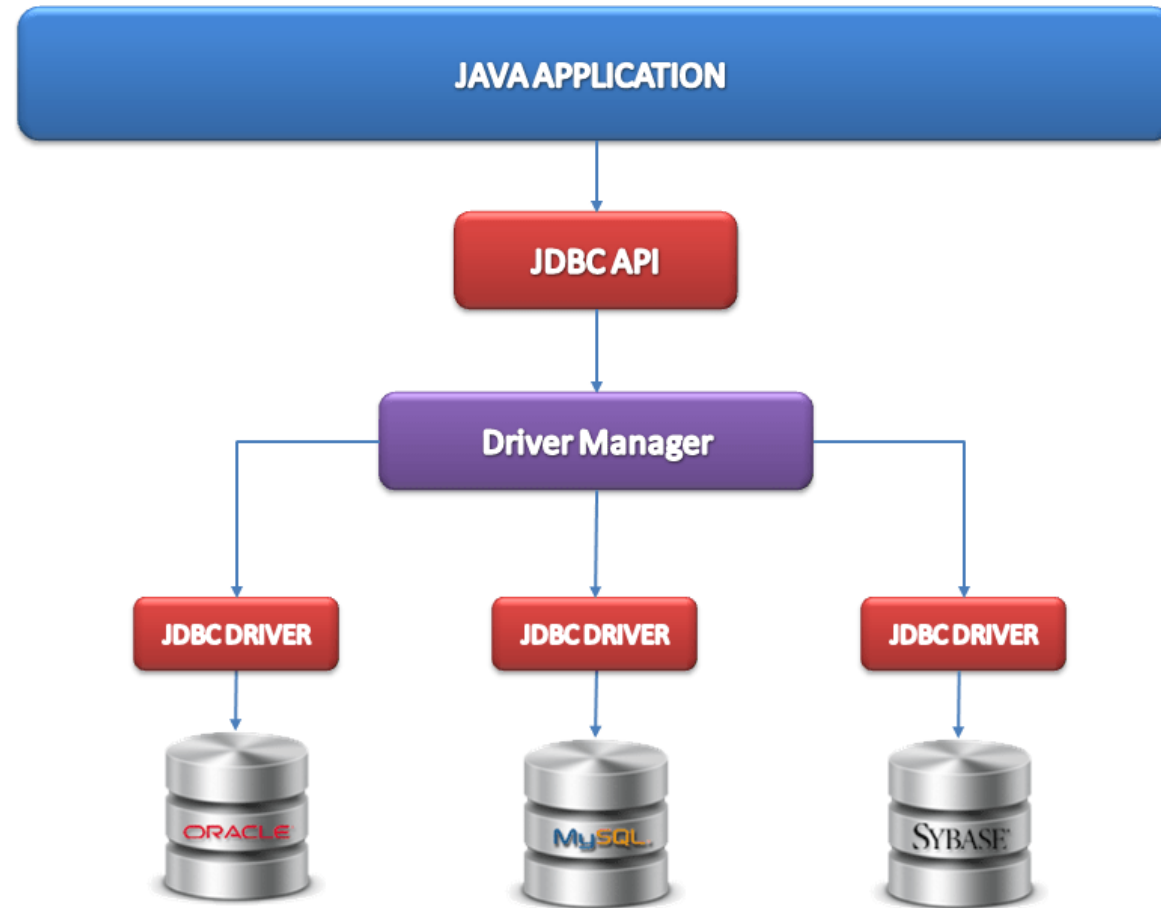 JAVA APPLICATION
JDBC API
Driver Manager
JDBC DRIVER
JDBC DRIVER
JDBC DRIVER
ORACLE
MySQL
SYBASE